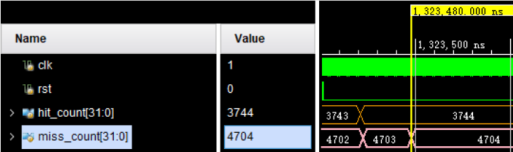 1,323,480.000 ns
Name Value
1,323,500 ns
clk 1
rst 0
hit_count[31:0] 3744 3743 3744
miss_count[31:0] 4704 4702 4703 4704